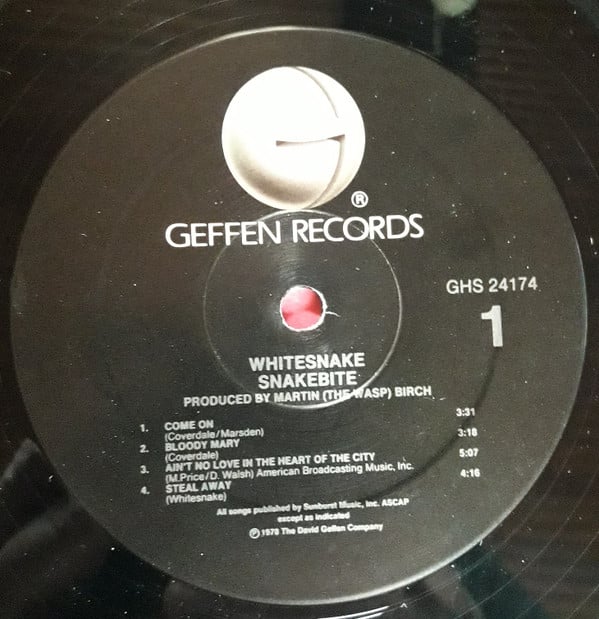 ®
GEFFEN RECORDS
GHS 24174
1
WHITESNAKE
SNAKEBITE
PRODUCED BY MARTIN (THE WASP) BIRCH
1. COME ON 3:31
(Coverdale/Marsden)
2. BLOODY MARY 3:18
(Coverdale)
3. AIN'T NO LOVE IN THE HEART OF THE CITY 5:07
(M.Price/D. Walsh) American Broadcasting Music, Inc.
4. STEAL AWAY 4:16
(Whitesnake)
All songs published by Sunburst Music, Inc. ASCAP
except as indicated
℗©1978 The David Geffen Company